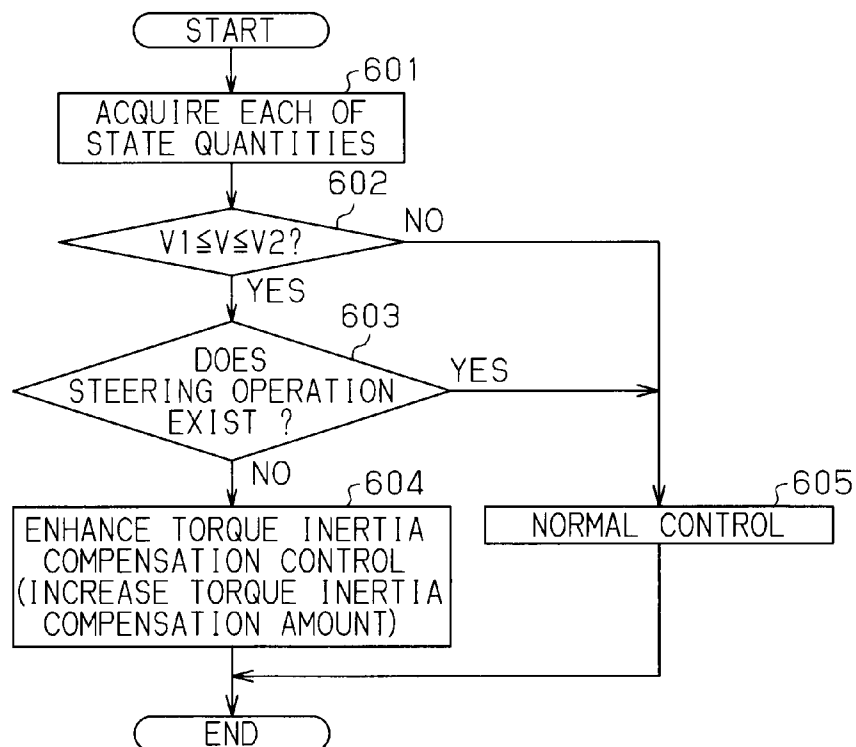 START
601
ACQUIRE EACH OF
STATE QUANTITIES
602
V1≦V≦V2?
NO
YES
603
DOES
STEERING OPERATION
EXIST ?
YES
NO
604
ENHANCE TORQUE INERTIA
COMPENSATION CONTROL
(INCREASE TORQUE INERTIA
COMPENSATION AMOUNT)
605
NORMAL CONTROL
END